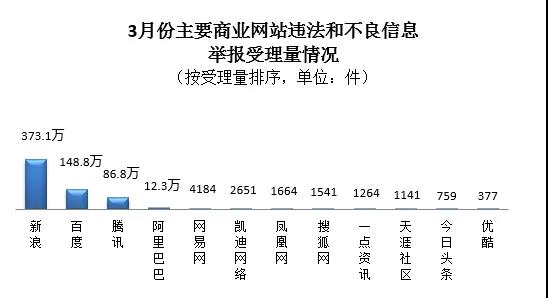 3月份主要商业网站违法和不良信息
举报受理量情况
（按受理量排序，单位：件）
373.1万
148.8万
86.8万
12.3万
4184
2651
1664
1541
1264
1141
759
377
新浪
百度
腾讯
阿里巴巴
网易网
凯迪网络
凤凰网
搜狐网
一点资讯
天涯社区
今日头条
优酷